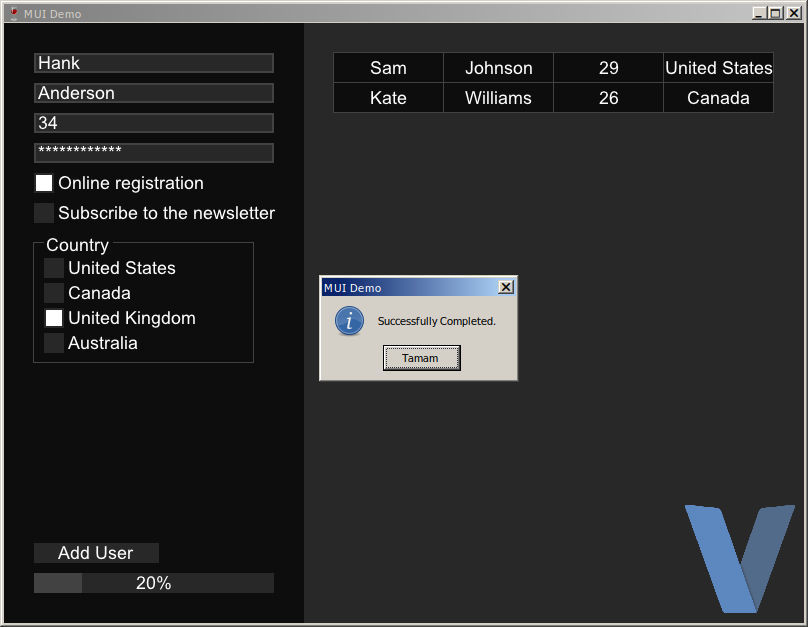 MUI Demo
Hank
Anderson
34
************
Online registration
Subscribe to the newsletter
Country
United States
Canada
United Kingdom
Australia
Add User
20%
Sam Johnson 29 United States
Kate Williams 26 Canada
MUI Demo
Successfully Completed.
Tamam